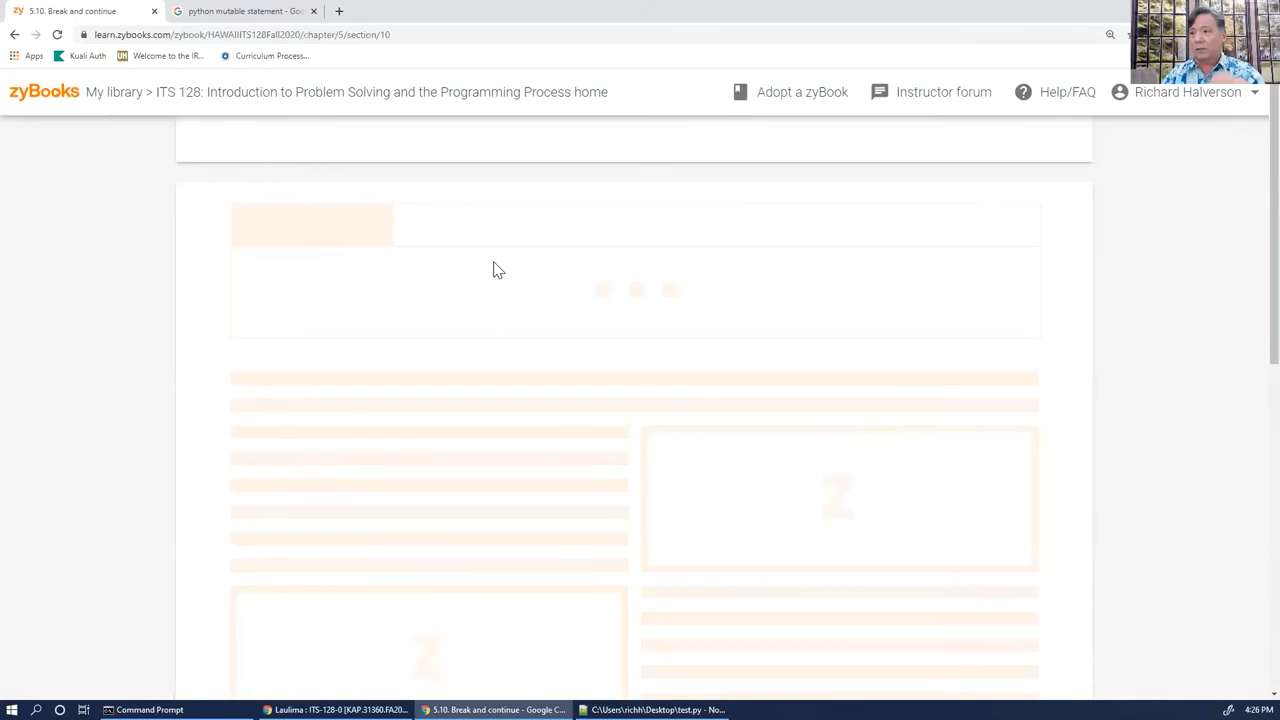 zy 5.10. Break and continue
python mutable statement - Goo
learn.zybooks.com/zybook/HAWAIIITS128Fall2020/chapter/5/section/10
Apps Kuali Auth Welcome to the IR... Curriculum Process...
zyBooks My library > ITS 128: Introduction to Problem Solving and the Programming Process home Adopt a zyBook Instructor forum Help/FAQ Richard Halverson
Command Prompt Laulima : ITS-128-0 [KAP.31360.FA20... 5.10. Break and continue - Google C... C:\Users\richh\Desktop\test.py - No... 4:26 PM